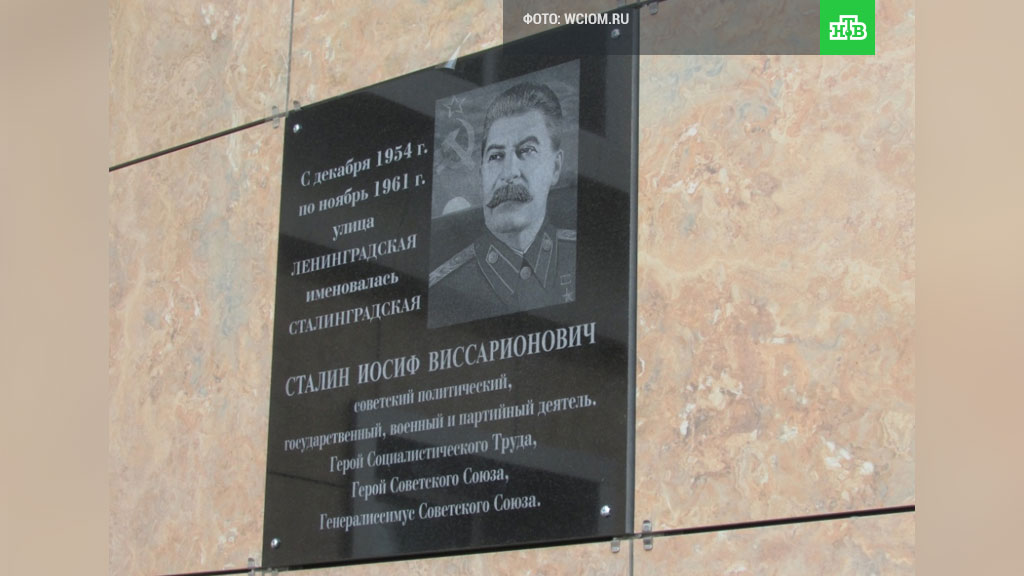 ФОТО: WCIOM.RU
НТВ
С декабря 1954 г.
по ноябрь 1961 г.
улица
ЛЕНИНГРАДСКАЯ
именовалась
СТАЛИНГРАДСКАЯ
СТАЛИН ИОСИФ ВИССАРИОНОВИЧ
советский политический,
государственный, военный и партийный деятель.
Герой Социалистического Труда,
Герой Советского Союза,
Генералиссимус Советского Союза.